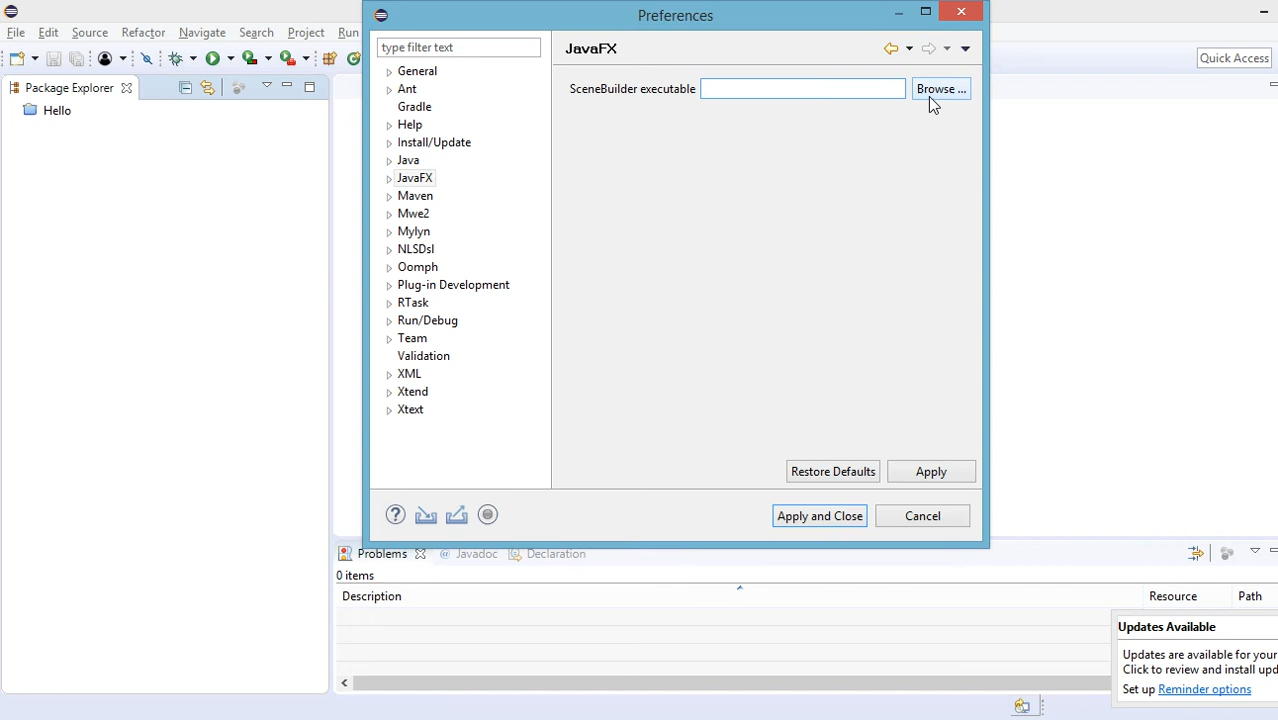 Preferences
File Edit Source Refactor Navigate Search Project Run
Quick Access
Package Explorer
Hello
type filter text
General
Ant
Gradle
Help
Install/Update
Java
JavaFX
Maven
Mwe2
Mylyn
NLSDsl
Oomph
Plug-in Development
RTask
Run/Debug
Team
Validation
XML
Xtend
Xtext
JavaFX
SceneBuilder executable Browse ...
Restore Defaults Apply
Apply and Close Cancel
Problems @ Javadoc Declaration
0 items
Description Resource Path
Updates Available
Updates are available for your
Click to review and install upd
Set up Reminder options